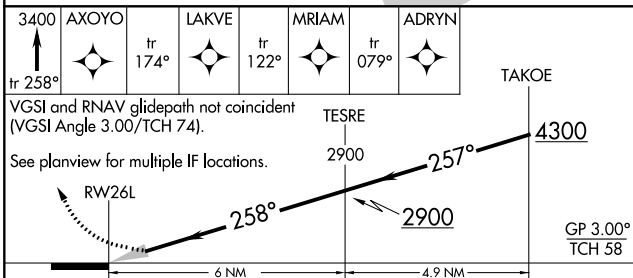 3400 AXOYO LAKVE MRIAM ADRYN
tr 258° tr 174° tr 122° tr 079°
VGSI and RNAV glidepath not coincident
(VGSI Angle 3.00/TCH 74).
See planview for multiple IF locations.
TAKOE
TESRE
4300
2900
257°
RW26L
258°
2900
GP 3.00°
TCH 58
6 NM
4.9 NM